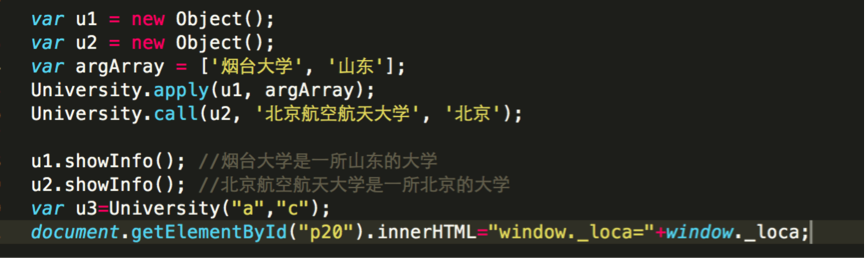 var u1 = new Object();
var u2 = new Object();
var argArray = ['烟台大学', '山东'];
University.apply(u1, argArray);
University.call(u2, '北京航空航天大学', '北京');
u1.showInfo(); //烟台大学是一所山东的大学
u2.showInfo(); //北京航空航天大学是一所北京的大学
var u3=University("a","c");
document.getElementById("p20").innerHTML="window._loca="+window._loca;